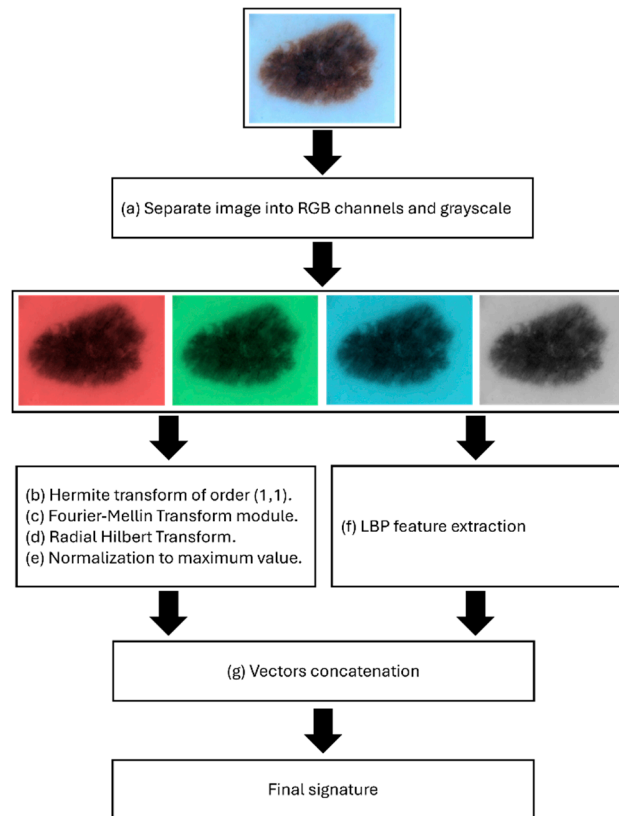 (a) Separate image into RGB channels and grayscale
(b) Hermite transform of order (1,1).
(c) Fourier-Mellin Transform module.
(d) Radial Hilbert Transform.
(e) Normalization to maximum value.
(f) LBP feature extraction
(g) Vectors concatenation
Final signature